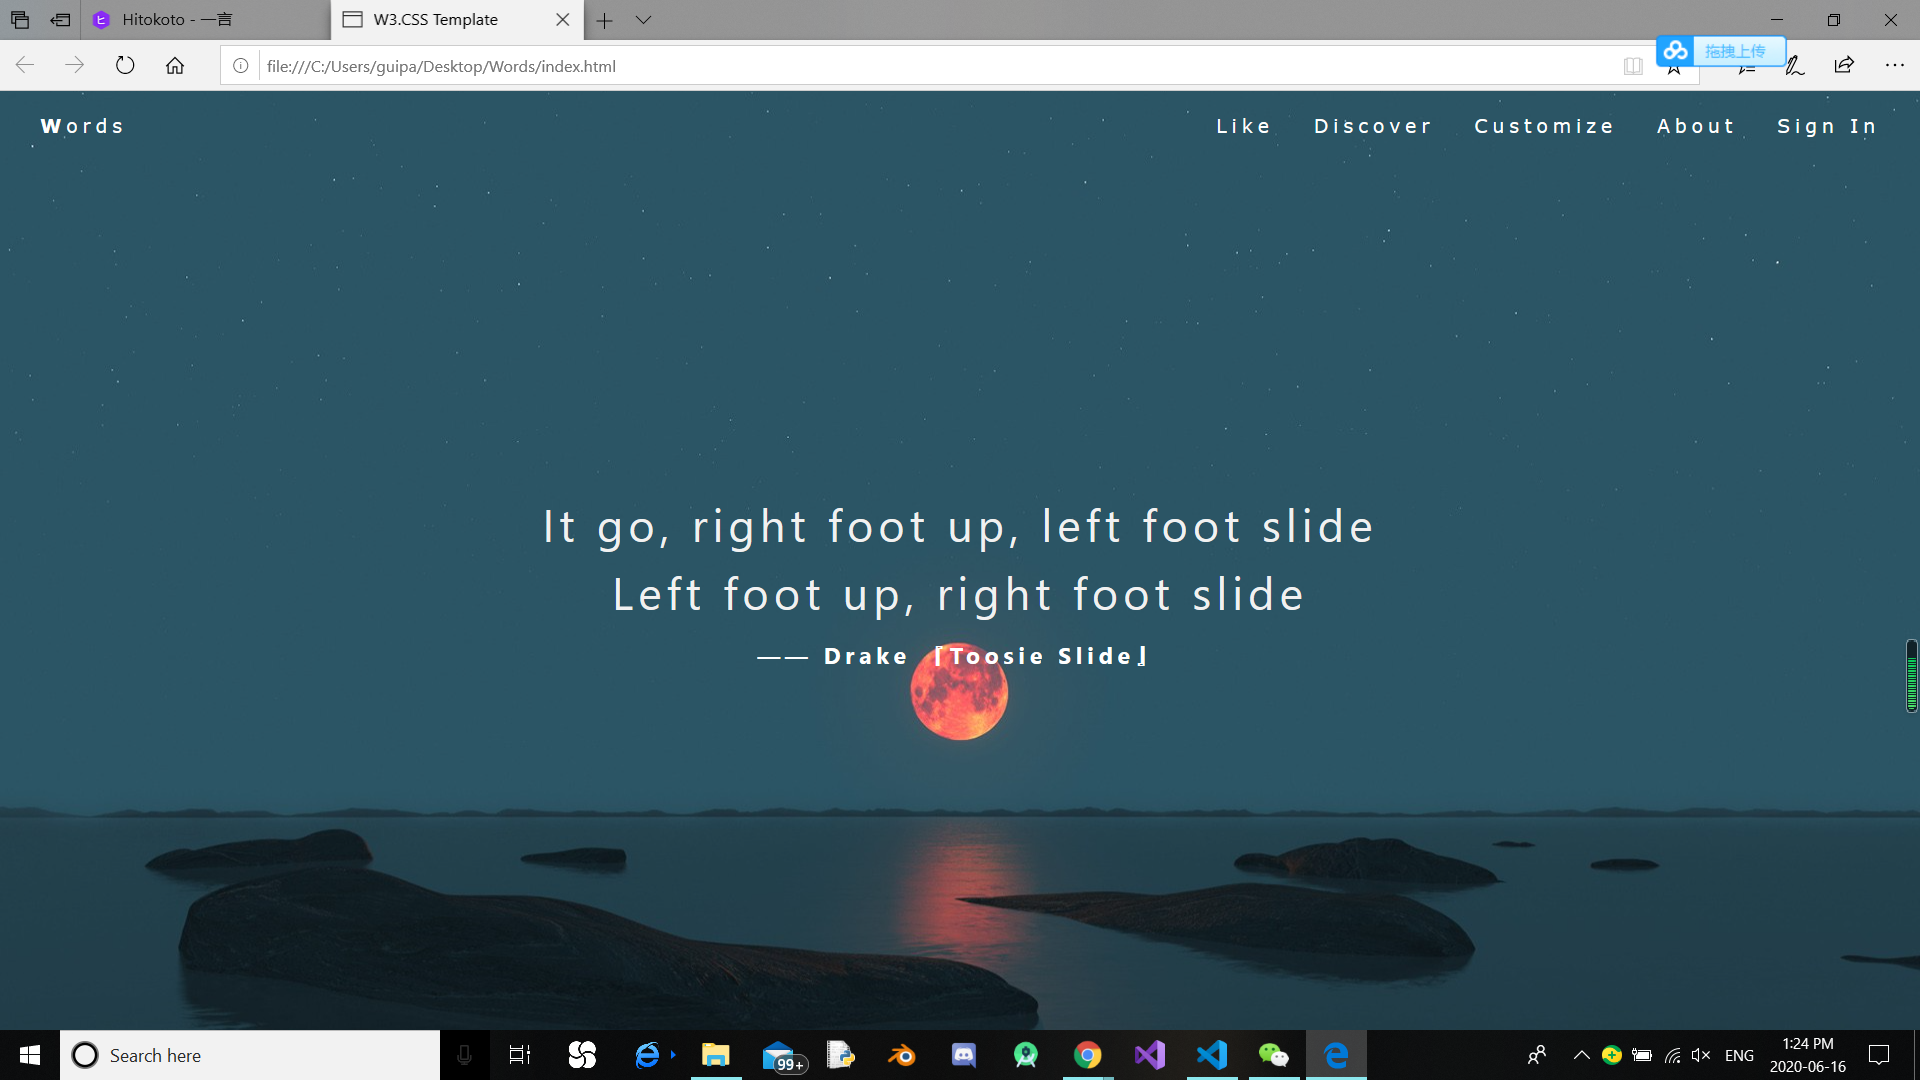 Hitokoto - 一言
W3.CSS Template
file:///C:/Users/guipa/Desktop/Words/index.html
拖拽上传
Words
Like
Discover
Customize
About
Sign In
It go, right foot up, left foot slide
Left foot up, right foot slide
—— Drake 「Toosie Slide」
Search here
99+
ENG
1:24 PM
2020-06-16